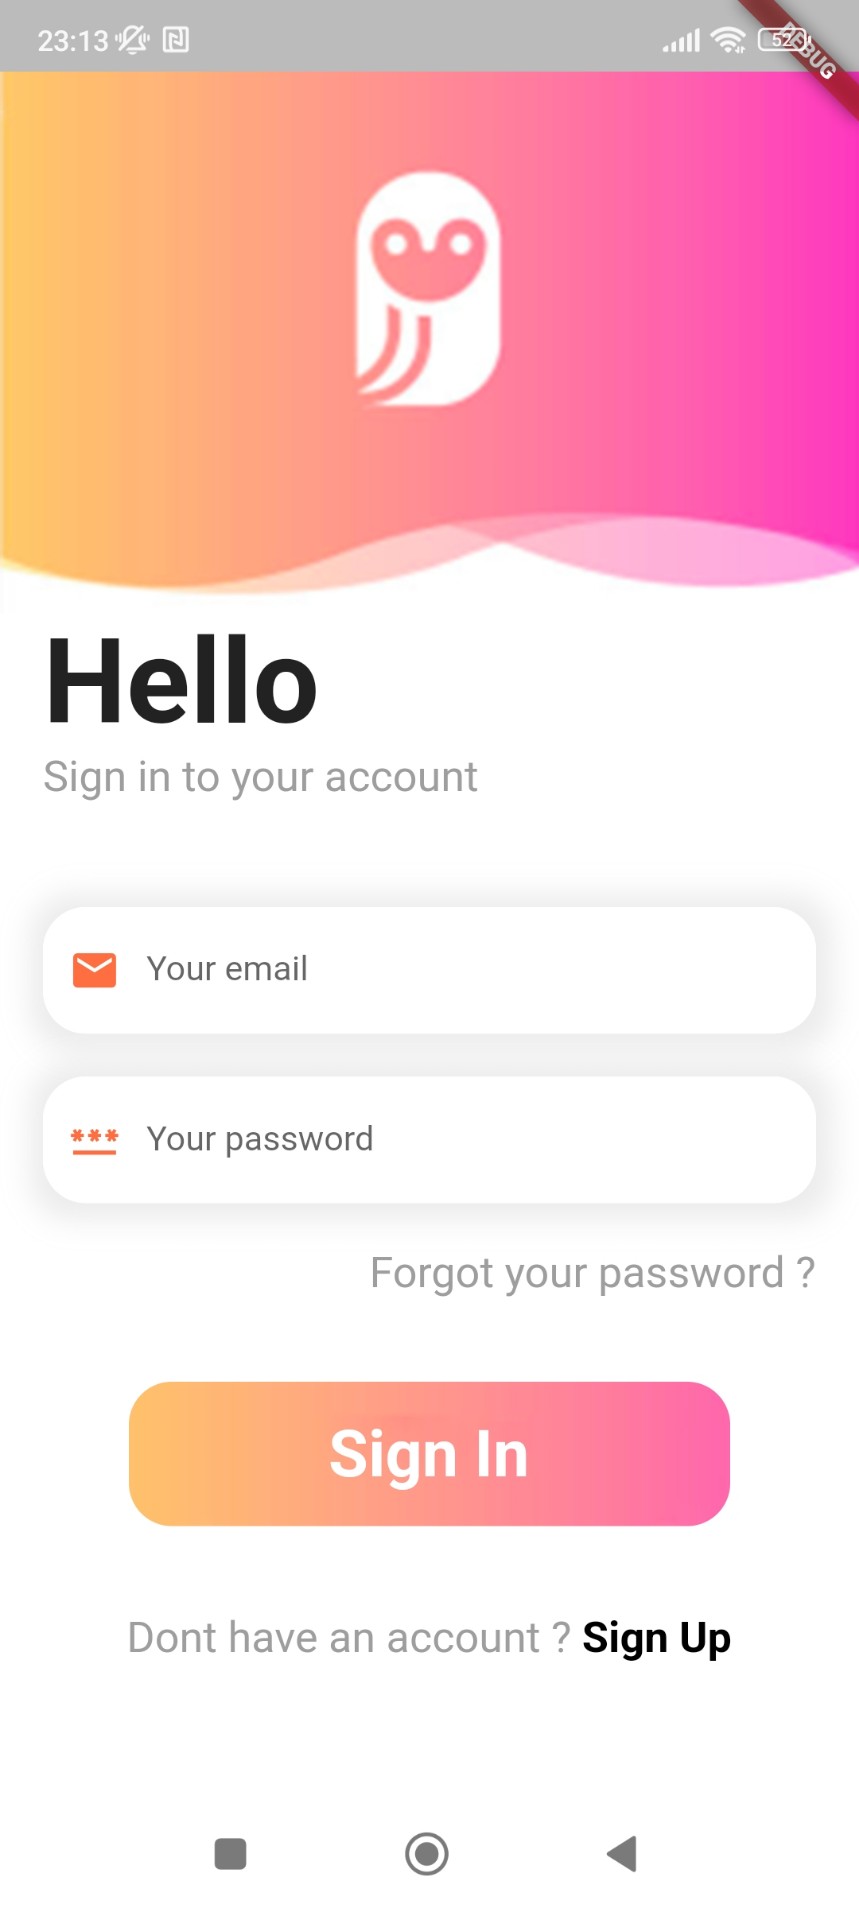 23:13
52
DEBUG
Hello
Sign in to your account
Your email
*** Your password
Forgot your password ?
Sign In
Dont have an account ? Sign Up